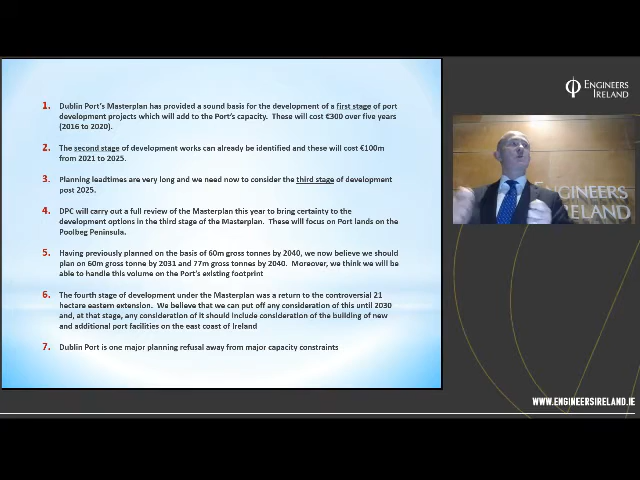 1. Dublin Port's Masterplan has provided a sound basis for the development of a first stage of port
development projects which will add to the Port's capacity. These will cost €300 over five years
(2016 to 2020).
2. The second stage of development works can already be identified and these will cost €100m
from 2021 to 2025.
3. Planning leadtimes are very long and we need now to consider the third stage of development
post 2025.
4. DPC will carry out a full review of the Masterplan this year to bring certainty to the
development options in the third stage of the Masterplan. These will focus on Port lands on the
Poolbeg Peninsula.
5. Having previously planned on the basis of 60m gross tonnes by 2040, we now believe we should
plan on 60m gross tonne by 2031 and 77m gross tonnes by 2040. Moreover, we think we will be
able to handle this volume on the Port's existing footprint
6. The fourth stage of development under the Masterplan was a return to the controversial 21
hectare eastern extension. We believe that we can put off any consideration of this until 2030
and, at that stage, any consideration of it should include consideration of the building of new
and additional port facilities on the east coast of Ireland
7. Dublin Port is one major planning refusal away from major capacity constraints
ENGINEERS
IRELAND
ENGINEERS
IRELAND
WWW.ENGINEERSIRELAND.IE